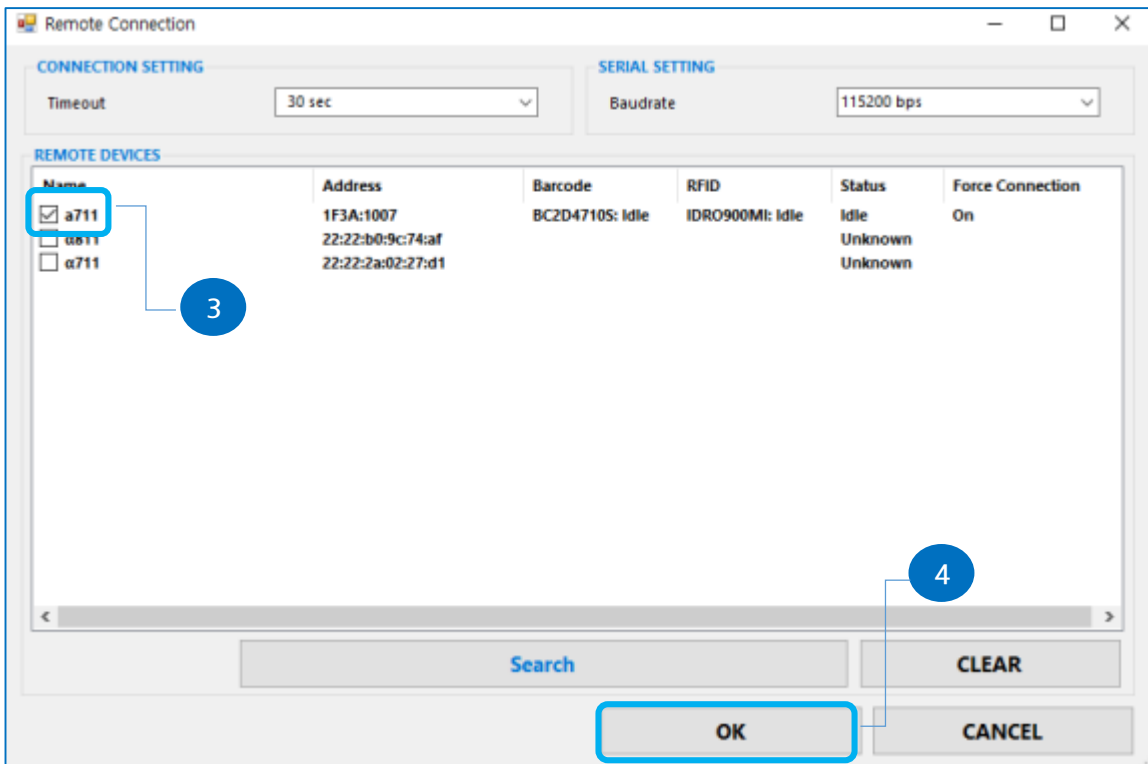 Remote Connection
CONNECTION SETTING
SERIAL SETTING
Timeout
30 sec
Baudrate
115200 bps
REMOTE DEVICES
Name Address Barcode RFID Status Force Connection
a711 1F3A:1007 BC2D4710S: Idle IDRO900MI: Idle Idle On
α811 22:22:b0:9c:74:af Unknown
α711 22:22:2a:02:27:d1 Unknown
3
4
Search
CLEAR
OK
CANCEL